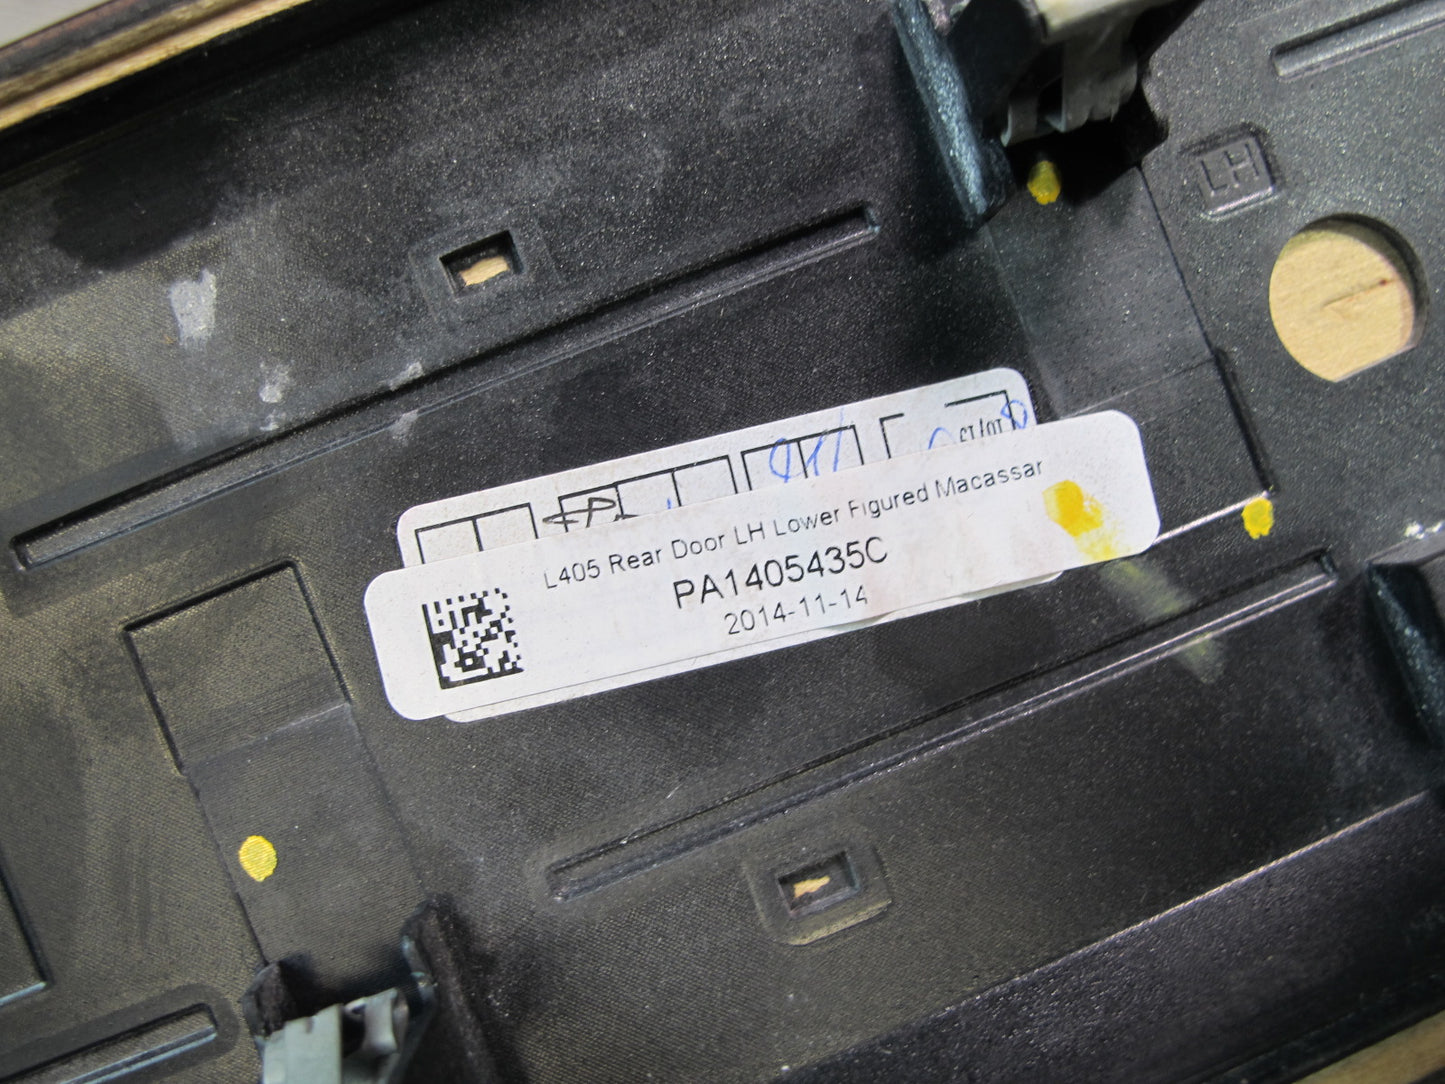 LH
L405 Rear Door LH Lower Figured Macassar
PA1405435C
2014-11-14